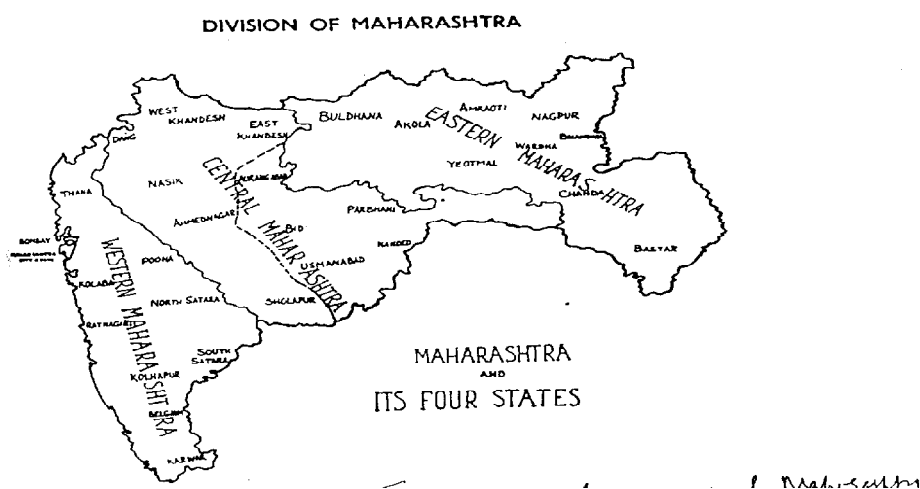 DIVISION OF MAHARASHTRA
WEST
KHANDESH
EAST
KHANDESH
BULDHANA
AKOLA
AMRAOTI
NAGPUR
WARDHA
BHANDARA
YEOTMAL
EASTERN MAHARASHTRA
CHANDA
BASTAR
DANG
NASIK
THANA
AURANGABAD
CENTRAL MAHARASHTRA
AHMEDNAGAR
BID
PARBHANI
NANDED
USMANABAD
SHOLAPUR
BOMBAY
WESTERN MAHARASHTRA
POONA
KOLABA
NORTH SATARA
RATNAGIRI
SOUTH
SATARA
KOLHAPUR
BELGAUM
KARWAR
MAHARASHTRA
AND
ITS FOUR STATES